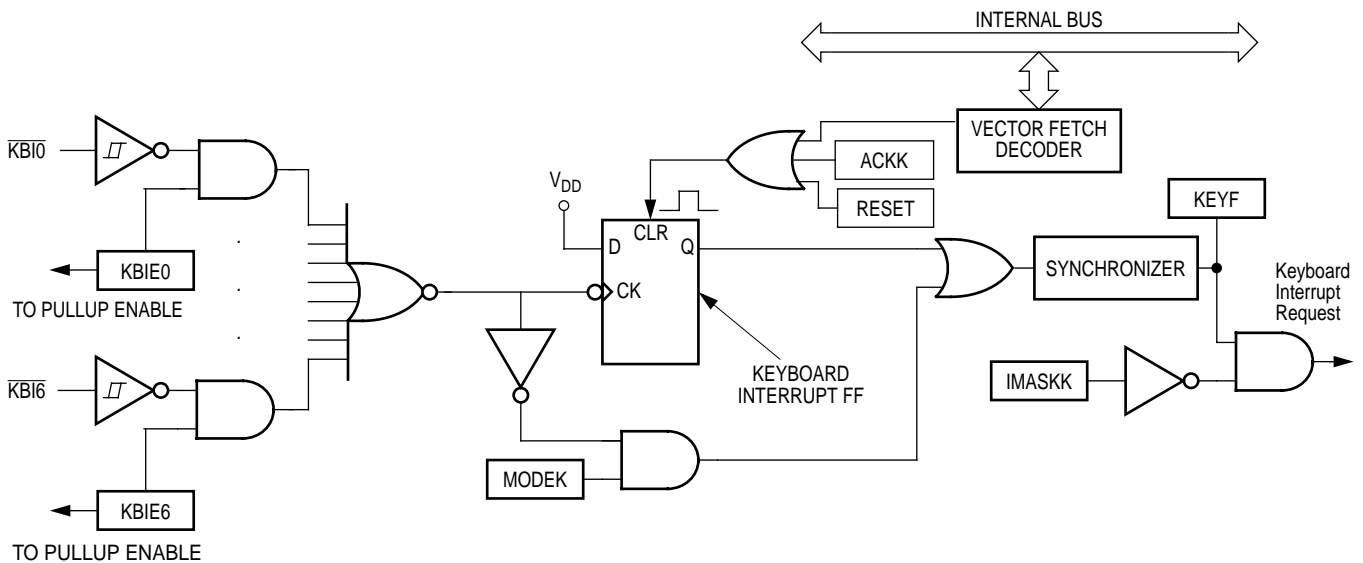 INTERNAL BUS
VECTOR FETCH
DECODER
ACKK
RESET
KBI0
KBIE0
TO PULLUP ENABLE
VDD
D
CLR
Q
CK
KEYBOARD
INTERRUPT FF
SYNCHRONIZER
KEYF
Keyboard
Interrupt
Request
IMASKK
MODEK
KBI6
KBIE6
TO PULLUP ENABLE